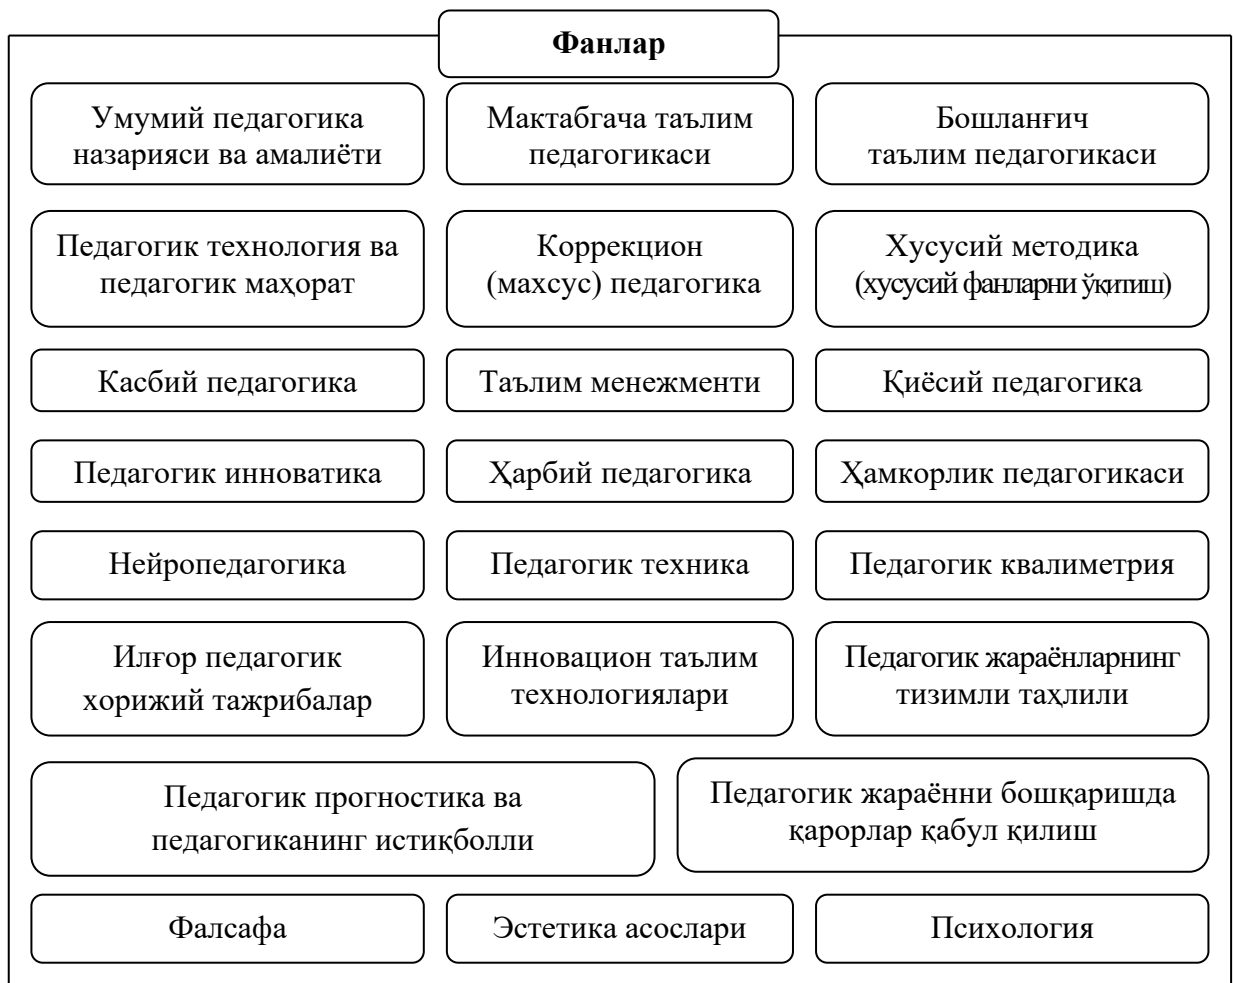 Фанлар
Умумий педагогика
назарияси ва амалиёти
Мактабгача таълим
педагогикаси
Бошланғич
таълим педагогикаси
Педагогик технология ва
педагогик маҳорат
Коррекцион
(махсус) педагогика
Хусусий методика
(хусусий фанларни ўқитиш)
Касбий педагогика
Таълим менежменти
Қиёсий педагогика
Педагогик инноватика
Ҳарбий педагогика
Ҳамкорлик педагогикаси
Нейропедагогика
Педагогик техника
Педагогик квалиметрия
Илғор педагогик
хорижий тажрибалар
Инновацион таълим
технологиялари
Педагогик жараёнларнинг
тизимли таҳлили
Педагогик прогностика ва
педагогиканинг истиқболли
Педагогик жараённи бошқаришда
қарорлар қабул қилиш
Фалсафа
Эстетика асослари
Психология